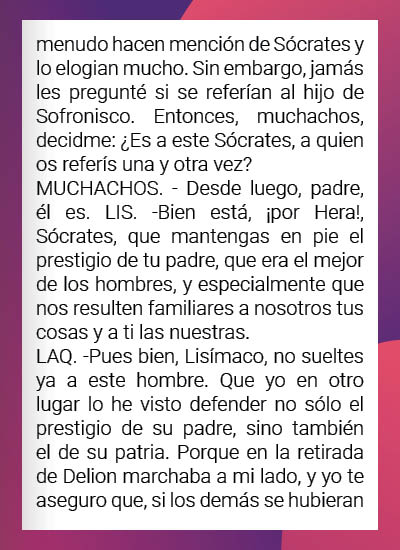 menudo hacen mención de Sócrates y
lo elogian mucho. Sin embargo, jamás
les pregunté si se referían al hijo de
Sofronisco. Entonces, muchachos,
decidme: ¿Es a este Sócrates, a quien
os referís una y otra vez?
MUCHACHOS. - Desde luego, padre,
él es. LIS. -Bien está, ¡por Hera!,
Sócrates, que mantengas en pie el
prestigio de tu padre, que era el mejor
de los hombres, y especialmente que
nos resulten familiares a nosotros tus
cosas y a ti las nuestras.
LAQ. -Pues bien, Lisímaco, no sueltes
ya a este hombre. Que yo en otro
lugar lo he visto defender no sólo el
prestigio de su padre, sino también
el de su patria. Porque en la retirada
de Delion marchaba a mi lado, y yo te
aseguro que, si los demás se hubieran